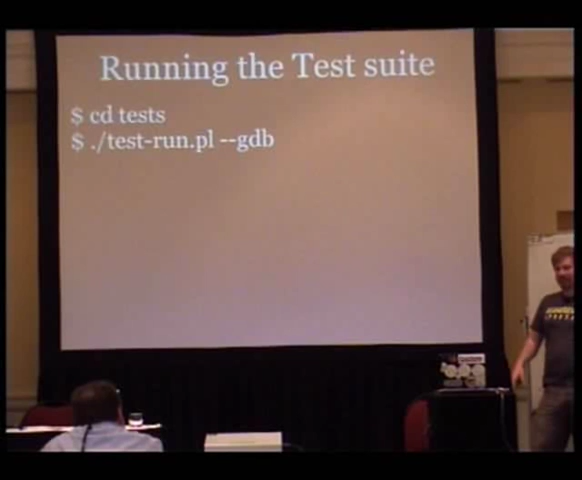 Running the Test suite
$ cd tests
$ ./test-run.pl --gdb